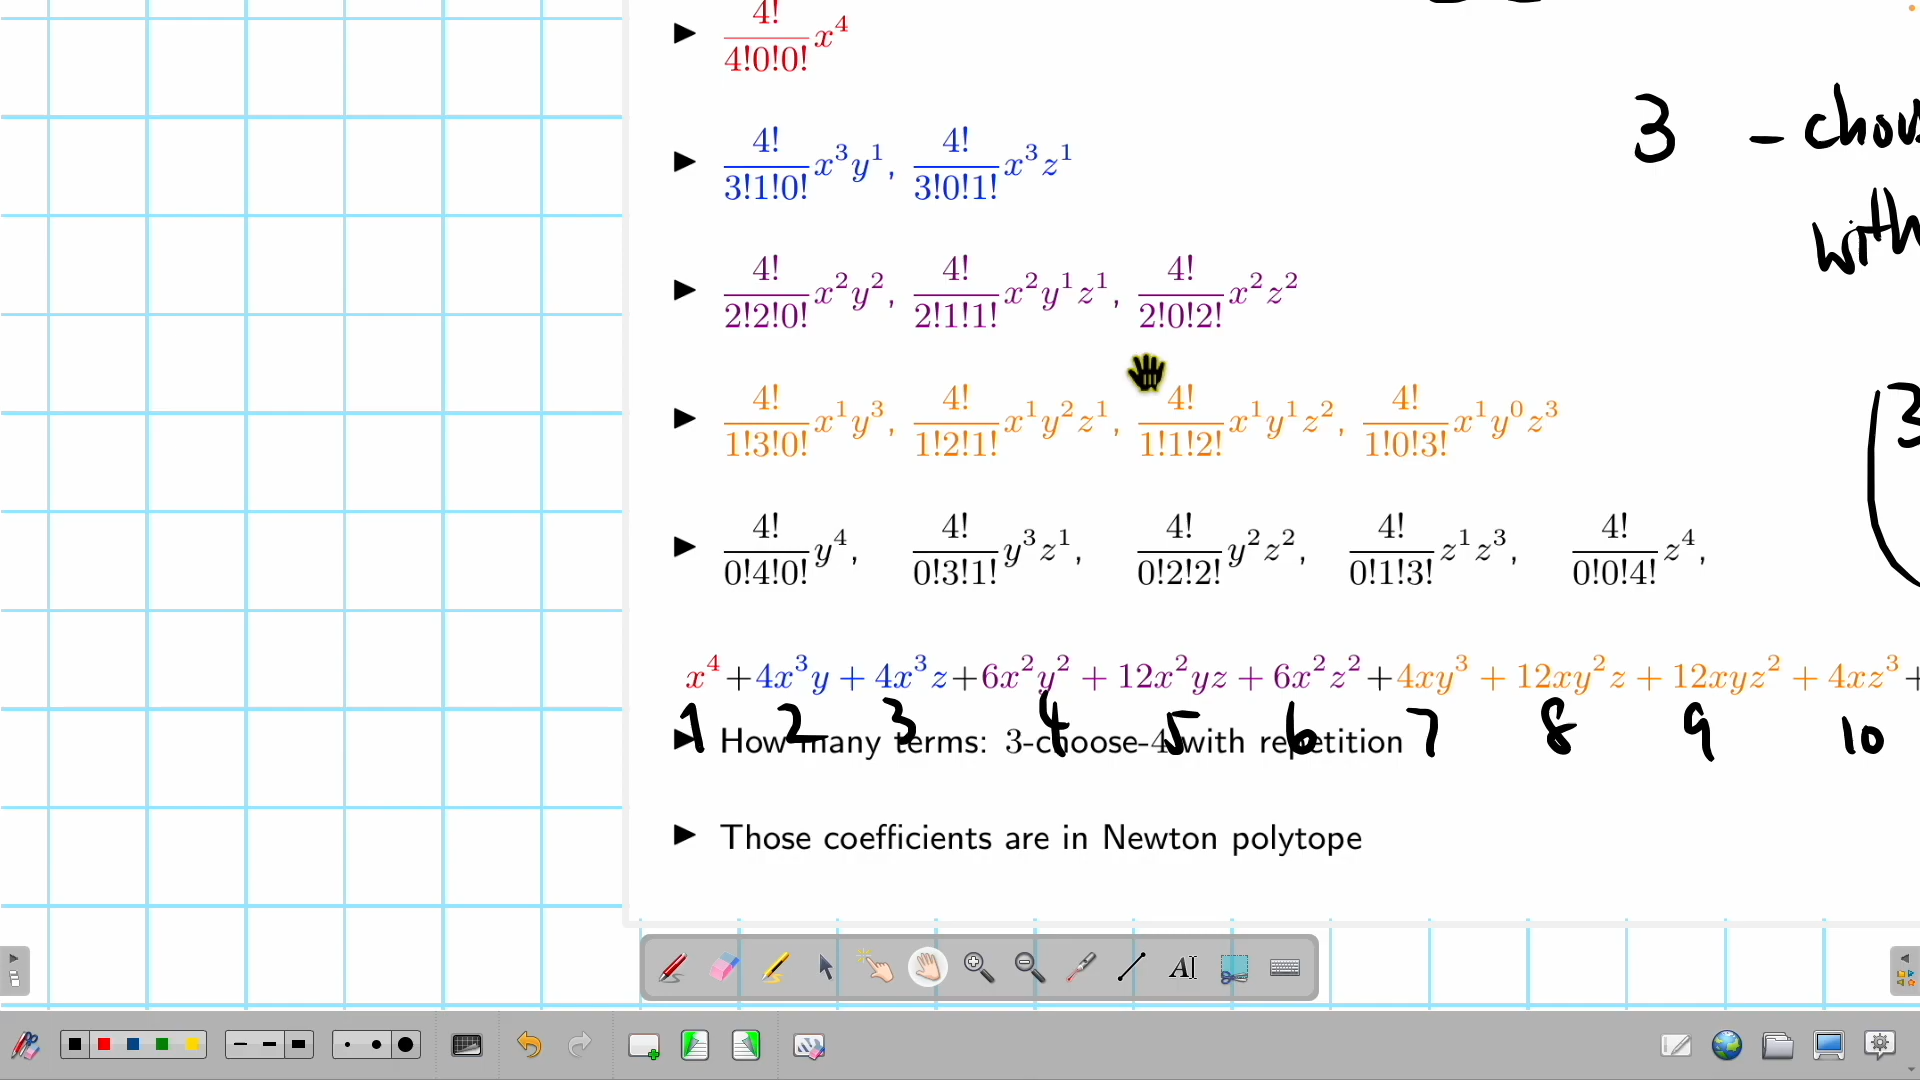 ▶ 4!/(4!0!0!) x^4
▶ 4!/(3!1!0!) x^3y^1, 4!/(3!0!1!) x^3z^1
3 - 
with
▶ 4!/(2!2!0!) x^2y^2, 4!/(2!1!1!) x^2y^1z^1, 4!/(2!0!2!) x^2z^2
▶ 4!/(1!3!0!) x^1y^3, 4!/(1!2!1!) x^1y^2z^1, 4!/(1!1!2!) x^1y^1z^2, 4!/(1!0!3!) x^1y^0z^3
(3
▶ 4!/(0!4!0!) y^4, 4!/(0!3!1!) y^3z^1, 4!/(0!2!2!) y^2z^2, 4!/(0!1!3!) z^1z^3, 4!/(0!0!4!) z^4,
x^4+4x^3y + 4x^3z+6x^2y^2 + 12x^2yz + 6x^2z^2+4xy^3 + 12xy^2z + 12xyz^2 + 4xz^3+
1 2 3 4 5 6 7 8 9 10
▶ How many terms: 3-choose-4 with repetition
▶ Those coefficients are in Newton polytope